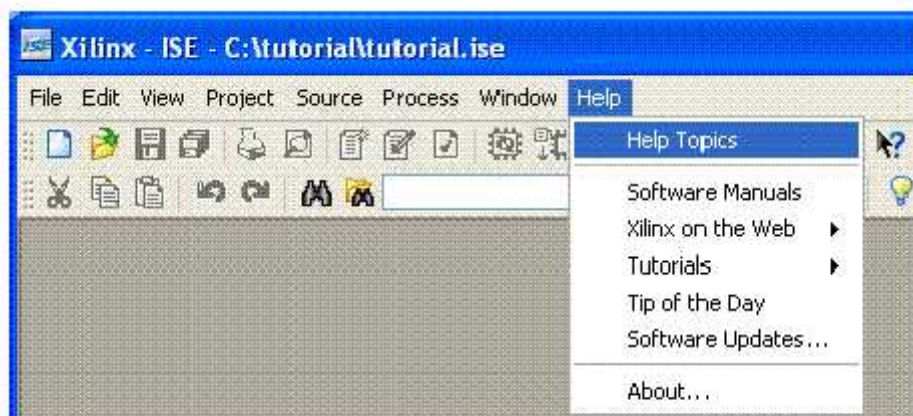 Xilinx - ISE - C:\tutorial\tutorial.ise
File Edit View Project Source Process Window Help
Help Topics
Software Manuals
Xilinx on the Web
Tutorials
Tip of the Day
Software Updates...
About...